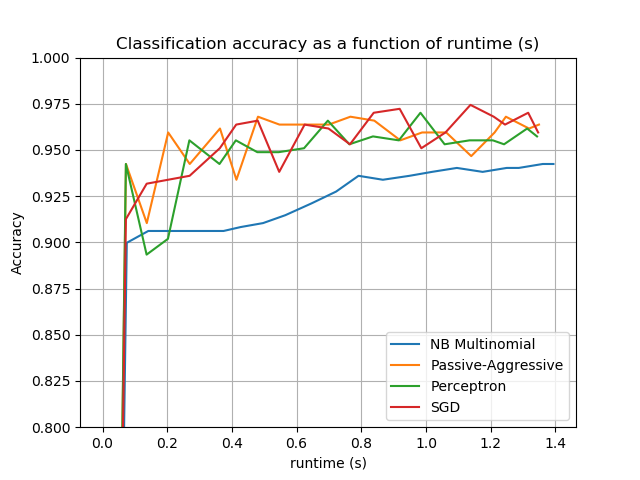 Classification accuracy as a function of runtime (s)
1.000
0.975
0.950
0.925
0.900
0.875
0.850
0.825
0.800
Accuracy
NB Multinomial
Passive-Aggressive
Perceptron
SGD
0.0 0.2 0.4 0.6 0.8 1.0 1.2 1.4
runtime (s)